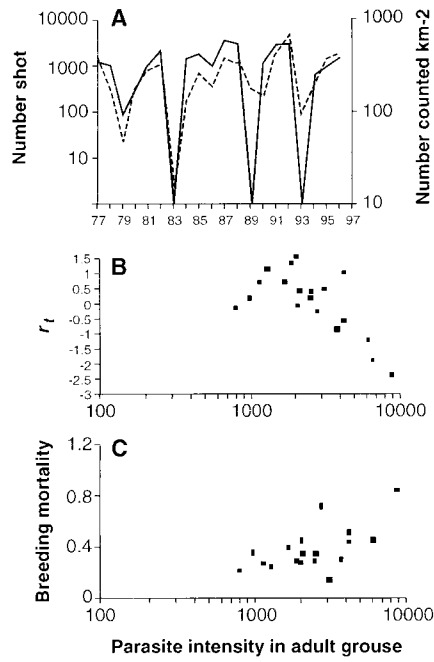 A
10000
1000
100
10
Number shot
1000
100
10
Number counted km-2
77 79 81 83 85 87 89 91 93 95 97
B
1.5
1
0.5
0
-0.5
-1
-1.5
-2
-2.5
-3
r t
100 1000 10000
C
1.2
0.8
0.4
0
Breeding mortality
100 1000 10000
Parasite intensity in adult grouse